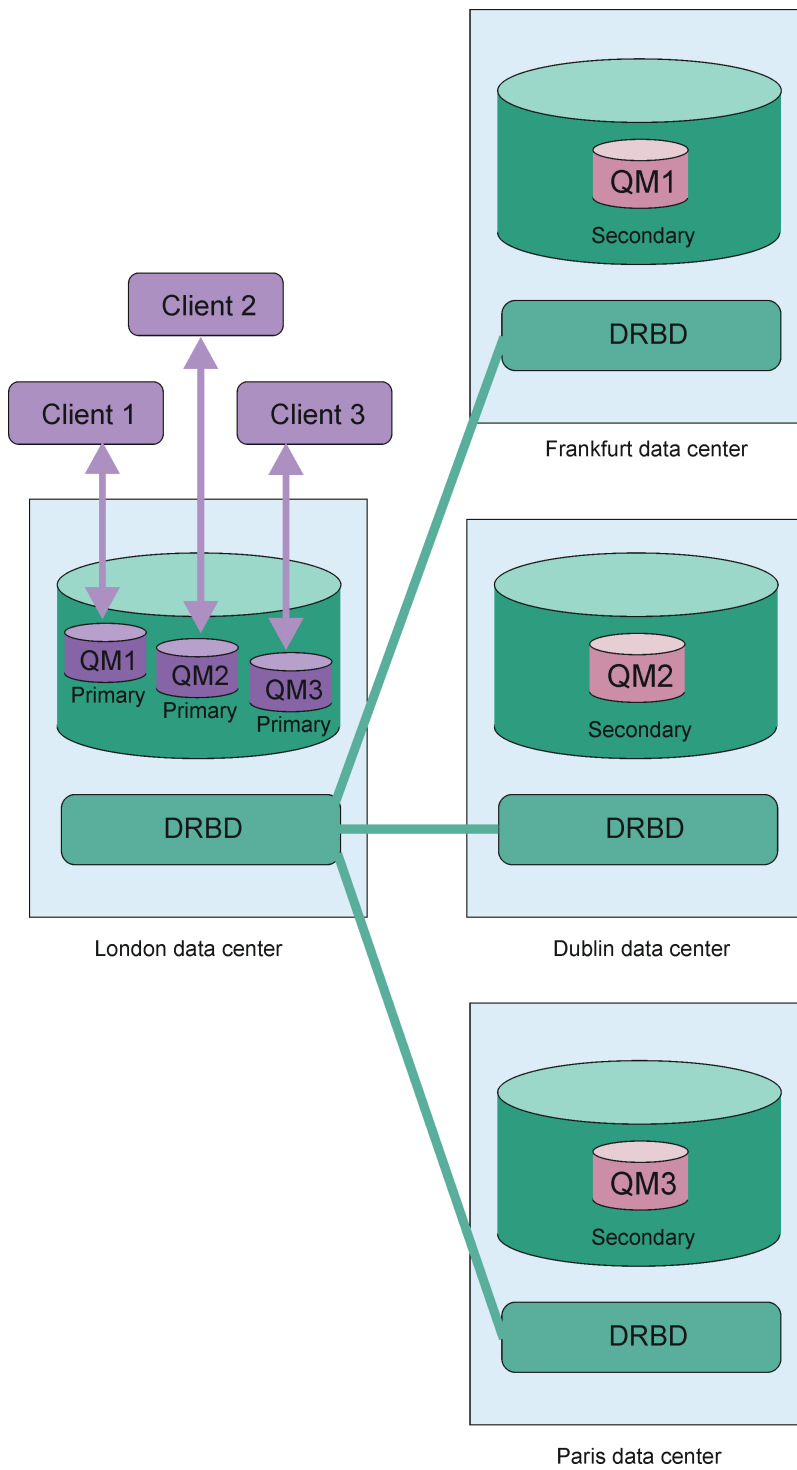 Client 2
Client 1
Client 3
QM1
Primary
QM2
Primary
QM3
Primary
DRBD
London data center
QM1
Secondary
DRBD
Frankfurt data center
QM2
Secondary
DRBD
Dublin data center
QM3
Secondary
DRBD
Paris data center